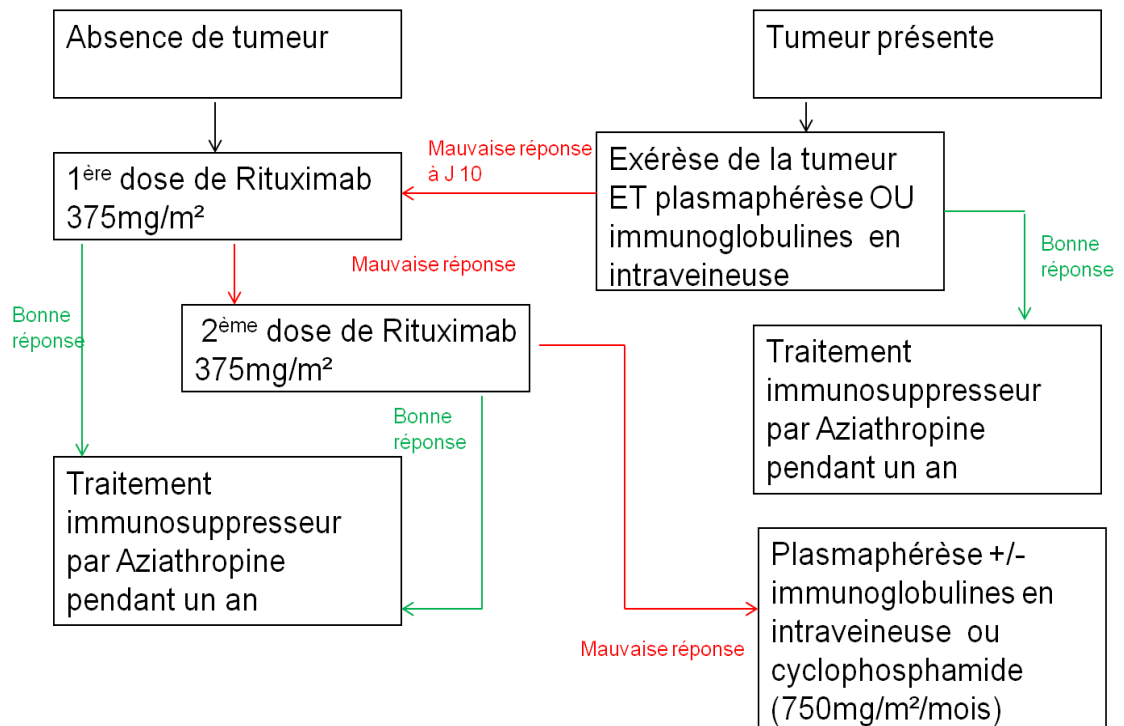 Absence de tumeur
Tumeur présente
Mauvaise réponse
à J 10
1ère dose de Rituximab
375mg/m²
Exérèse de la tumeur
ET plasmaphérèse OU
immunoglobulines en
intraveineuse
Mauvaise réponse
Bonne
réponse
Bonne
réponse
2ème dose de Rituximab
375mg/m²
Traitement
immunosuppresseur
par Aziathropine
pendant un an
Bonne
réponse
Traitement
immunosuppresseur
par Aziathropine
pendant un an
Mauvaise réponse
Plasmaphérèse +/-
immunoglobulines en
intraveineuse ou
cyclophosphamide
(750mg/m²/mois)